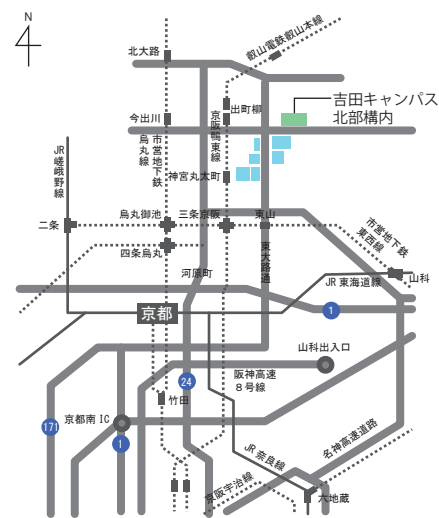 N
北大路
叡山電鉄叡山本線
吉田キャンパス
北部構内
今出川
出町柳
市営地下鉄
烏丸線
京阪鴨東線
JR嵯峨野線
神宮丸太町
烏丸御池
三条京阪
東山
二条
市営地下鉄
東西線
四条烏丸
東大路通
河原町
JR東海道線
山科
京都
1
山科出入口
阪神高速
8号線
24
竹田
171
京都南IC
1
名神高速道路
JR奈良線
京阪宇治線
六地蔵